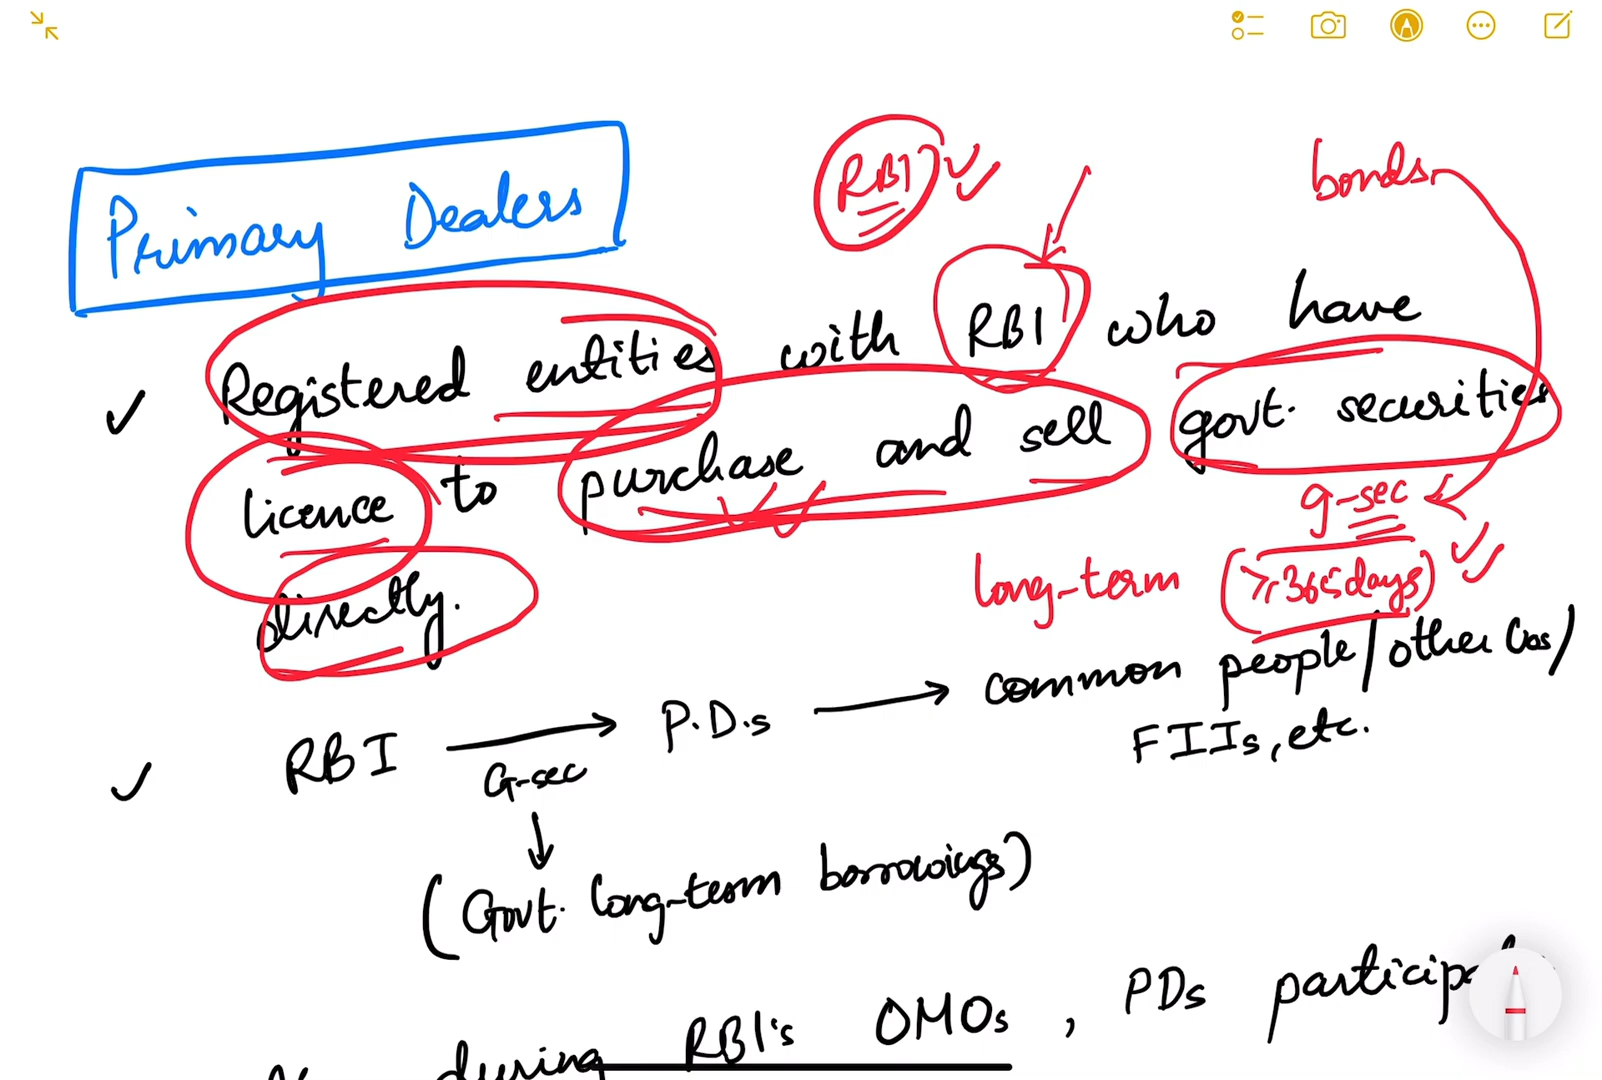 Primary Dealers
RBI
bonds
Registered entities with RBI who have
licence to purchase and sell govt. securities
g-sec
directly.
long-term (≥ 365 days)
RBI → P.D.s → common people/other Cos/
G-sec
FIIs, etc.
↓
(Govt. long-term borrowings)
during RBI's OMOs, PDs